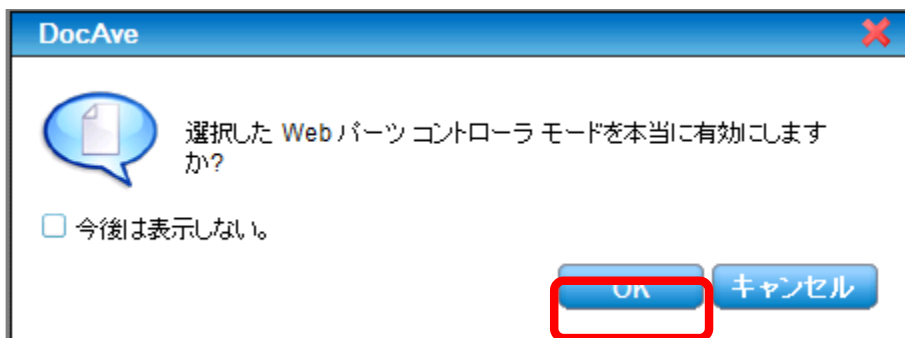 DocAve
選択した Web パーツ コントローラ モードを本当に有効にします
か?
今後は表示しない。
OK
キャンセル